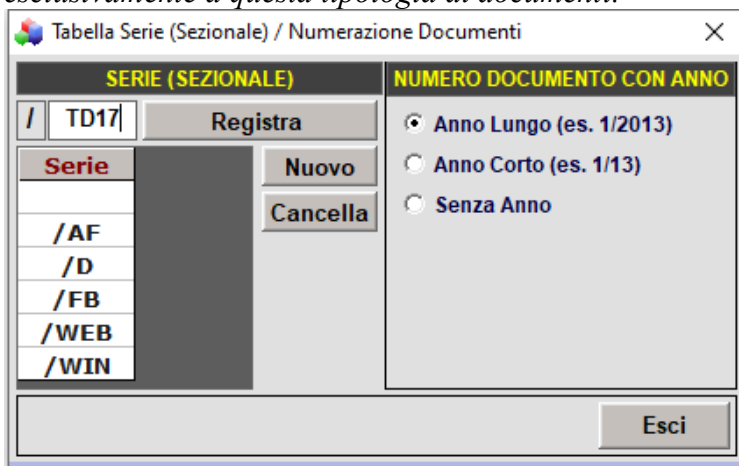 esclusivamente a questa tipologia di documenti.
Tabella Serie (Sezionale) / Numerazione Documenti
SERIE (SEZIONALE)
/ TD17 Registra
Serie
/AF
/D
/FB
/WEB
/WIN
Nuovo
Cancella
NUMERO DOCUMENTO CON ANNO
Anno Lungo (es. 1/2013)
Anno Corto (es. 1/13)
Senza Anno
Esci